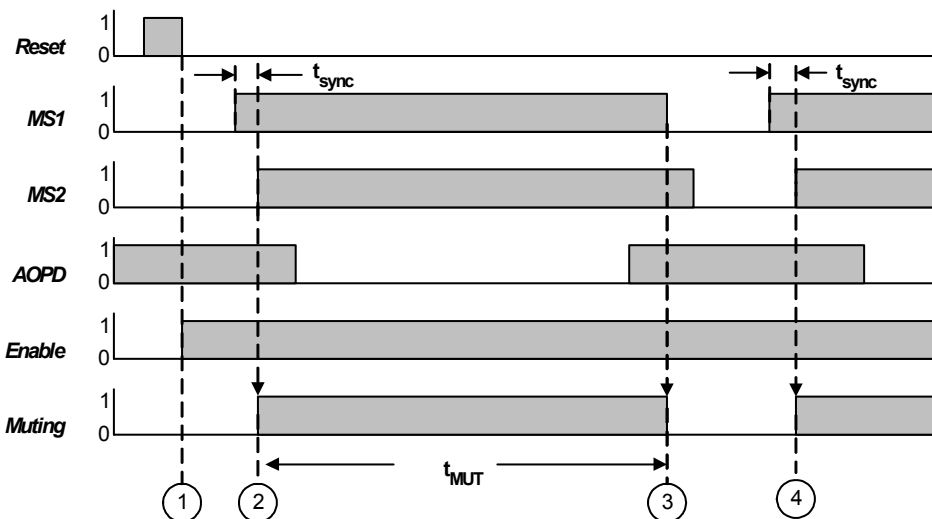 Reset 1 0
t_sync t_sync
MS1 1 0
MS2 1 0
AOPD 1 0
Enable 1 0
Muting 1 0
t_MUT
1 2 3 4